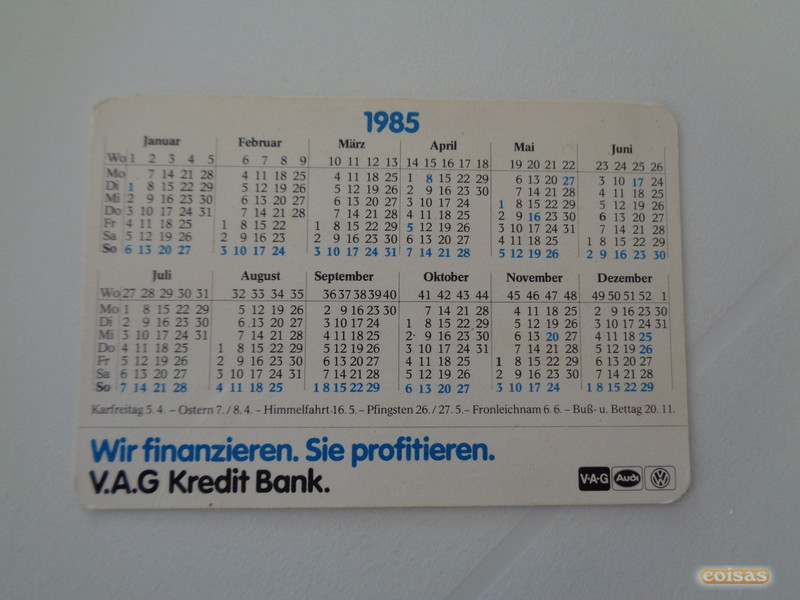 1985
Januar Februar März April Mai Juni
Wo 1 2 3 4 5 6 7 8 9 10 11 12 13 14 15 16 17 18 19 20 21 22 23 24 25 26
Mo 7 14 21 28 4 11 18 25 4 11 18 25 1 8 15 22 29 6 13 20 27 3 10 17 24
Di 1 8 15 22 29 5 12 19 26 5 12 19 26 2 9 16 23 30 7 14 21 28 4 11 18 25
Mi 2 9 16 23 30 6 13 20 27 6 13 20 27 3 10 17 24 1 8 15 22 29 5 12 19 26
Do 3 10 17 24 31 7 14 21 28 7 14 21 28 4 11 18 25 2 9 16 23 30 6 13 20 27
Fr 4 11 18 25 1 8 15 22 1 8 15 22 29 5 12 19 26 3 10 17 24 31 7 14 21 28
Sa 5 12 19 26 2 9 16 23 2 9 16 23 30 6 13 20 27 4 11 18 25 1 8 15 22 29
So 6 13 20 27 3 10 17 24 3 10 17 24 31 7 14 21 28 5 12 19 26 2 9 16 23 30
Juli August September Oktober November Dezember
Wo 27 28 29 30 31 32 33 34 35 36 37 38 39 40 41 42 43 44 45 46 47 48 49 50 51 52 1
Mo 1 8 15 22 29 5 12 19 26 2 9 16 23 30 7 14 21 28 4 11 18 25 2 9 16 23 30
Di 2 9 16 23 30 6 13 20 27 3 10 17 24 1 8 15 22 29 5 12 19 26 3 10 17 24 31
Mi 3 10 17 24 31 7 14 21 28 4 11 18 25 2 9 16 23 30 6 13 20 27 4 11 18 25
Do 4 11 18 25 1 8 15 22 29 5 12 19 26 3 10 17 24 31 7 14 21 28 5 12 19 26
Fr 5 12 19 26 2 9 16 23 30 6 13 20 27 4 11 18 25 1 8 15 22 29 6 13 20 27
Sa 6 13 20 27 3 10 17 24 31 7 14 21 28 5 12 19 26 2 9 16 23 30 7 14 21 28
So 7 14 21 28 4 11 18 25 1 8 15 22 29 6 13 20 27 3 10 17 24 1 8 15 22 29
Karfreitag 5. 4. – Ostern 7. / 8. 4. – Himmelfahrt 16. 5. – Pfingsten 26. / 27. 5. – Fronleichnam 6. 6. – Buß- u. Bettag 20. 11.
Wir finanzieren. Sie profitieren.
V.A.G Kredit Bank.
V·A·G Audi VW
coisas